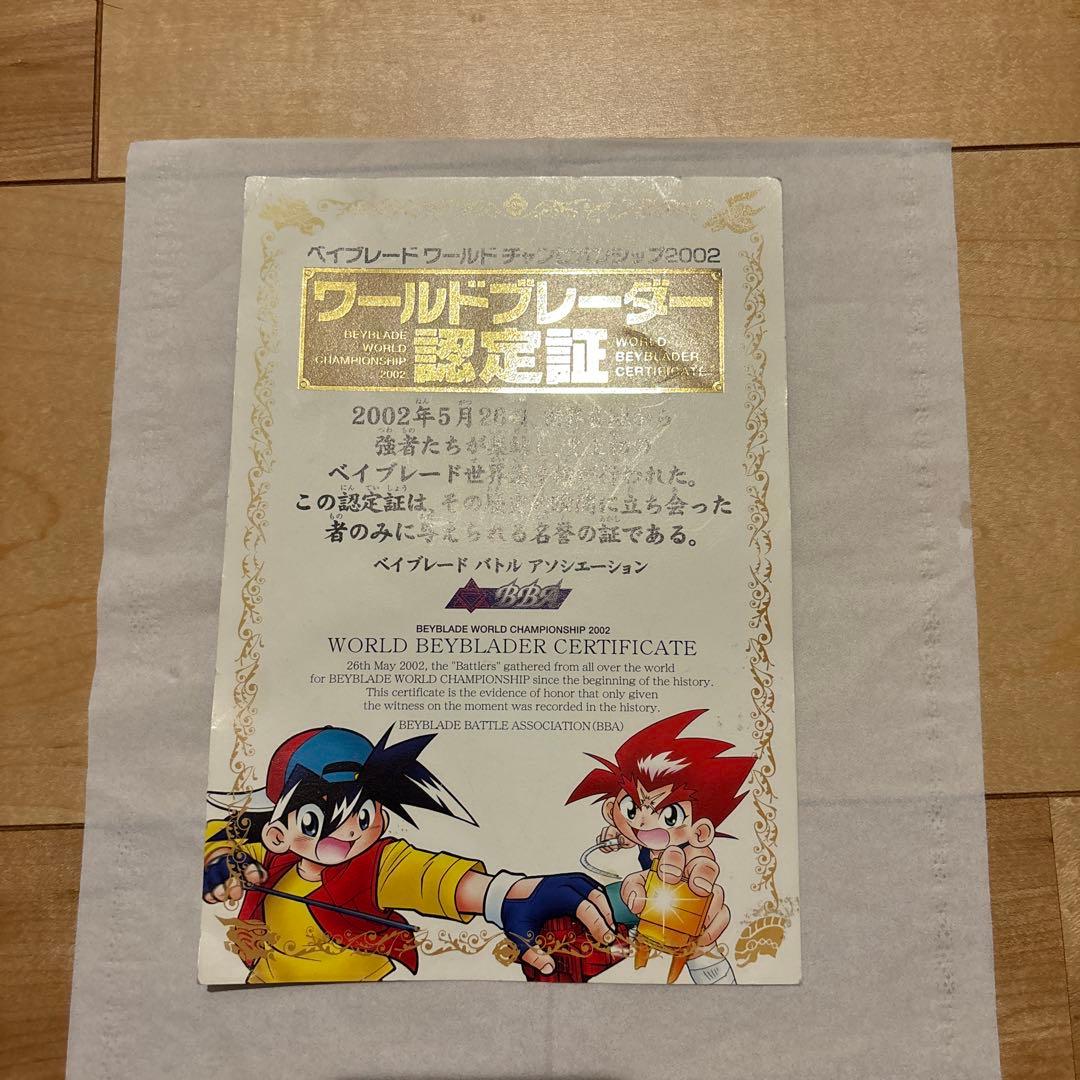 ベイブレード ワールド チャンピオンシップ2002
ワールドブレーダー
認定証
BEYBLADE
WORLD
CHAMPIONSHIP
2002
WORLD
BEYBLADER
CERTIFICATE
2002年5月26日
強者たちが
ベイブレード世界 われた。
この認定証は、その に立ち会った
者のみに与えられる名誉の証である。
ベイブレード バトル アソシエーション
BBA
BEYBLADE WORLD CHAMPIONSHIP 2002
WORLD BEYBLADER CERTIFICATE
26th May 2002, the "Battlers" gathered from all over the world
for BEYBLADE WORLD CHAMPIONSHIP since the beginning of the history.
This certificate is the evidence of honor that only given
the witness on the moment was recorded in the history.
BEYBLADE BATTLE ASSOCIATION(BBA)